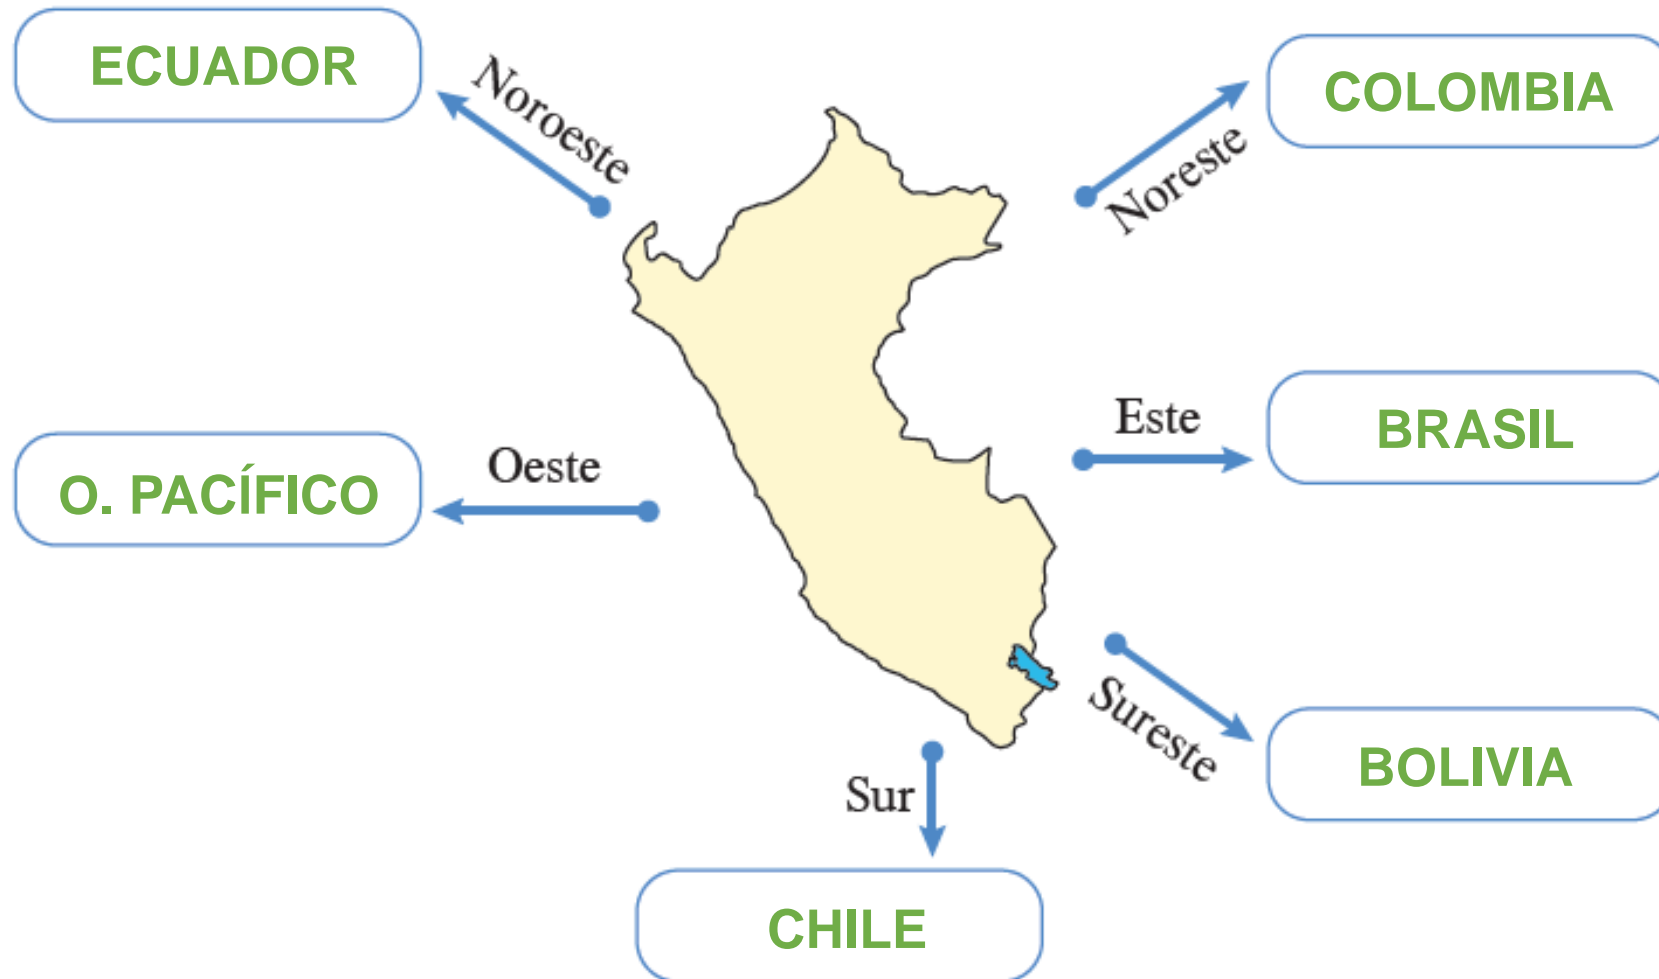 ECUADOR
Noroeste
COLOMBIA
Noreste
O. PACÍFICO
Oeste
Este
BRASIL
Sureste
BOLIVIA
Sur
CHILE